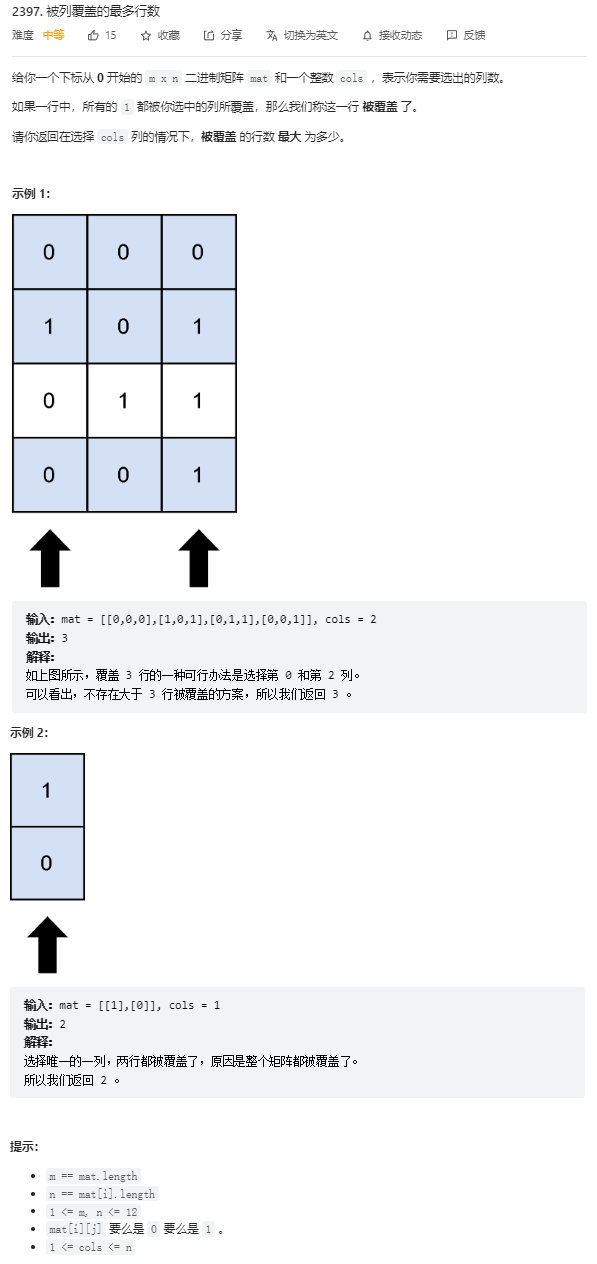 2397. 被列覆盖的最多行数
难度 中等 15 收藏 分享 切换为英文 接收动态 反馈
给你一个下标从 0 开始的 m x n 二进制矩阵 mat 和一个整数 cols ，表示你需要选出的列数。
如果一行中，所有的 1 都被你选中的列所覆盖，那么我们称这一行 被覆盖 了。
请你返回在选择 cols 列的情况下，被覆盖 的行数 最大 为多少。
示例 1：
0 0 0
1 0 1
0 1 1
0 0 1
输入：mat = [[0,0,0],[1,0,1],[0,1,1],[0,0,1]], cols = 2
输出：3
解释：
如上图所示，覆盖 3 行的一种可行办法是选择第 0 和第 2 列。
可以看出，不存在大于 3 行被覆盖的方案，所以我们返回 3 。
示例 2：
1
0
输入：mat = [[1],[0]], cols = 1
输出：2
解释：
选择唯一的一列，两行都被覆盖了，原因是整个矩阵都被覆盖了。
所以我们返回 2 。
提示：
m == mat.length
n == mat[i].length
1 <= m, n <= 12
mat[i][j] 要么是 0 要么是 1 。
1 <= cols <= n